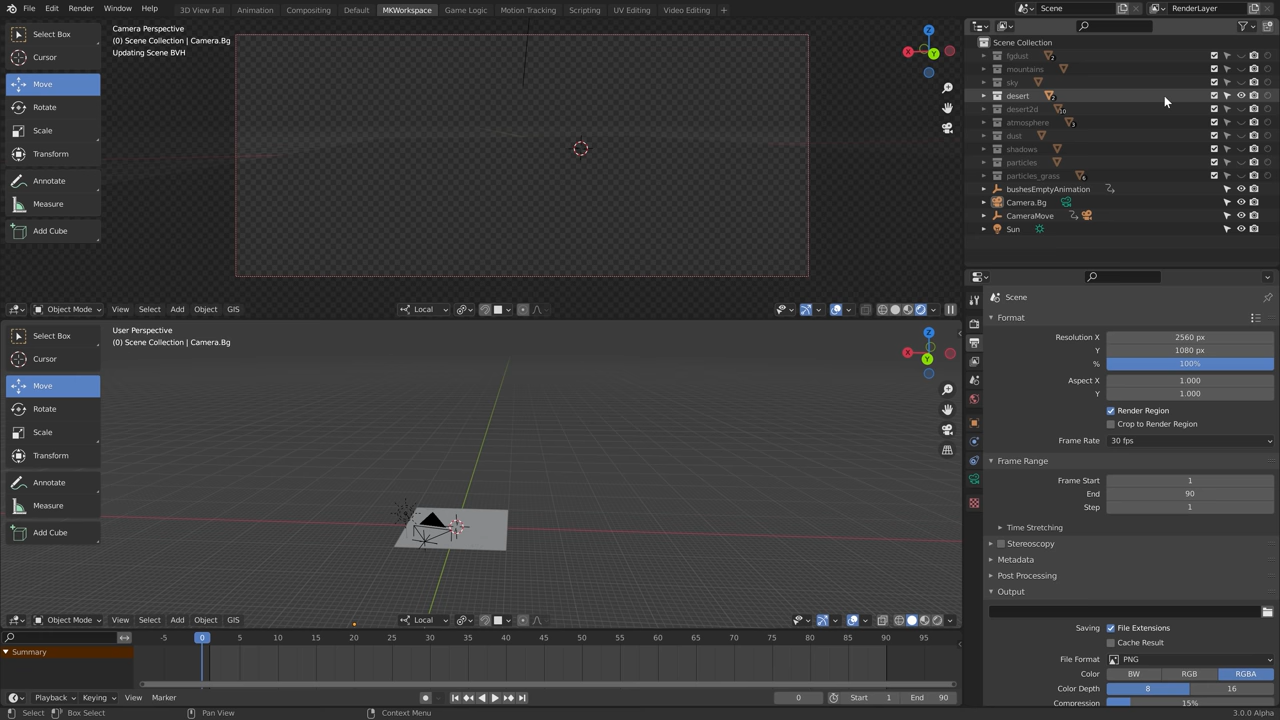 File Edit Render Window Help
3D View Full Animation Compositing Default MKWorkspace Game Logic Motion Tracking Scripting UV Editing Video Editing +
Scene RenderLayer
Select Box
Cursor
Move
Rotate
Scale
Transform
Annotate
Measure
Add Cube
Camera Perspective
(0) Scene Collection | Camera.Bg
Updating Scene BVH
X
Y
Z
Object Mode View Select Add Object GIS Local
Select Box
Cursor
Move
Rotate
Scale
Transform
Annotate
Measure
Add Cube
User Perspective
(0) Scene Collection | Camera.Bg
X
Y
Z
Object Mode View Select Add Object GIS Local
-5 0 5 10 15 20 25 30 35 40 45 50 55 60 65 70 75 80 85 90 95
Summary
Playback Keying View Marker 0 Start 1 End 90
Select Box Select Pan View Context Menu 3.0.0 Alpha
Scene Collection
fgdust 2
mountains
sky
desert 2
desert2d 10
atmosphere 3
dust
shadows
particles
particles_grass 6
bushesEmptyAnimation
Camera.Bg
CameraMove
Sun
Scene
Format
Resolution X 2560 px
Y 1080 px
% 100%
Aspect X 1.000
Y 1.000
Render Region
Crop to Render Region
Frame Rate 30 fps
Frame Range
Frame Start 1
End 90
Step 1
Time Stretching
Stereoscopy
Metadata
Post Processing
Output
Saving File Extensions
Cache Result
File Format PNG
Color BW RGB RGBA
Color Depth 8 16
Compression 15%